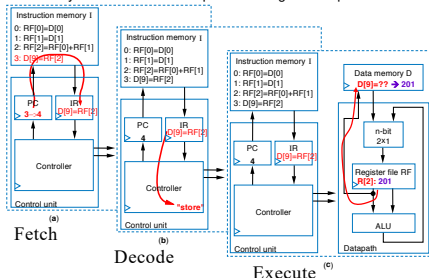 Instruction memory I
0: RF[0]=D[0]
1: RF[1]=D[1]
2: RF[2]=RF[0]+RF[1]
3: D[9]=RF[2]
PC
3->4
IR
D[9]=RF[2]
Controller
Control unit
(a)
Fetch
Instruction memory I
0: RF[0]=D[0]
1: RF[1]=D[1]
2: RF[2]=RF[0]+RF[1]
3: D[9]=RF[2]
PC
4
IR
D[9]=RF[2]
Controller
"store"
Control unit
(b)
Decode
Instruction memory I
0: RF[0]=D[0]
1: RF[1]=D[1]
2: RF[2]=RF[0]+RF[1]
3: D[9]=RF[2]
PC
4
IR
D[9]=RF[2]
Controller
Control unit
Data memory D
D[9]=?? → 201
n-bit
2×1
Register file RF
R[2]: 201
ALU
Datapath
(c)
Execute